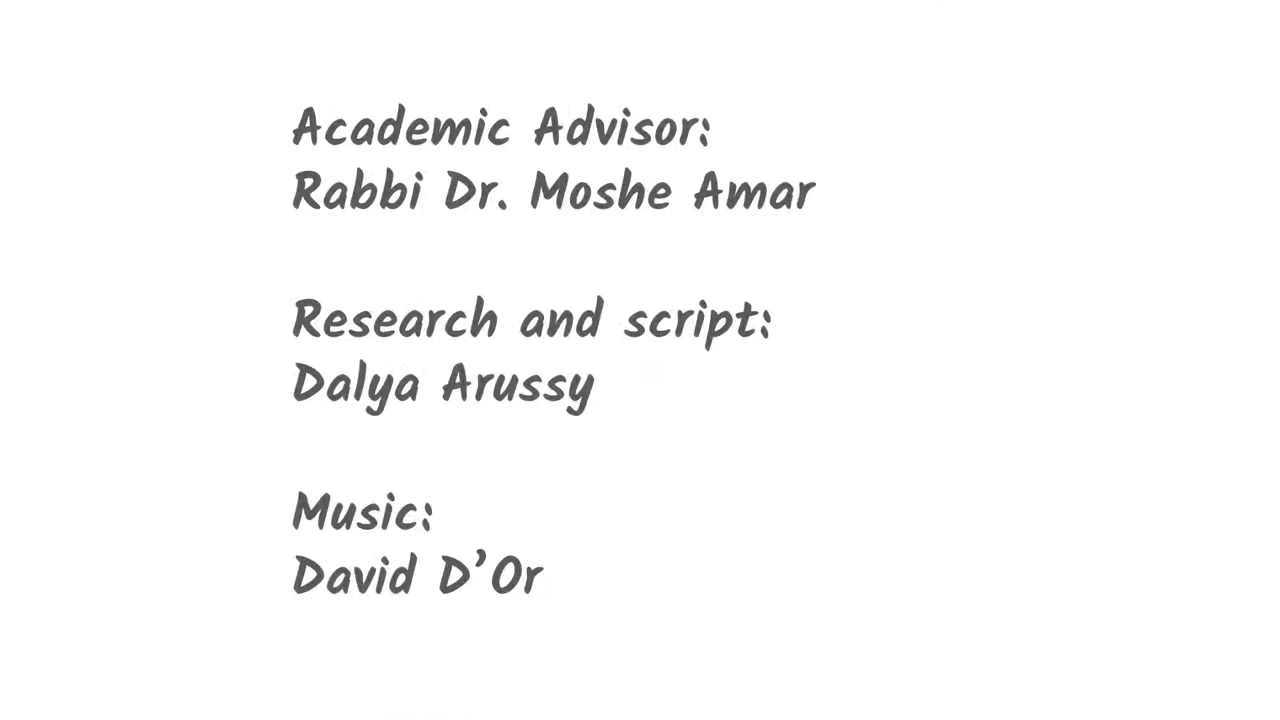 Academic Advisor:
Rabbi Dr. Moshe Amar
Research and script:
Dalya Arussy
Music:
David D’Or